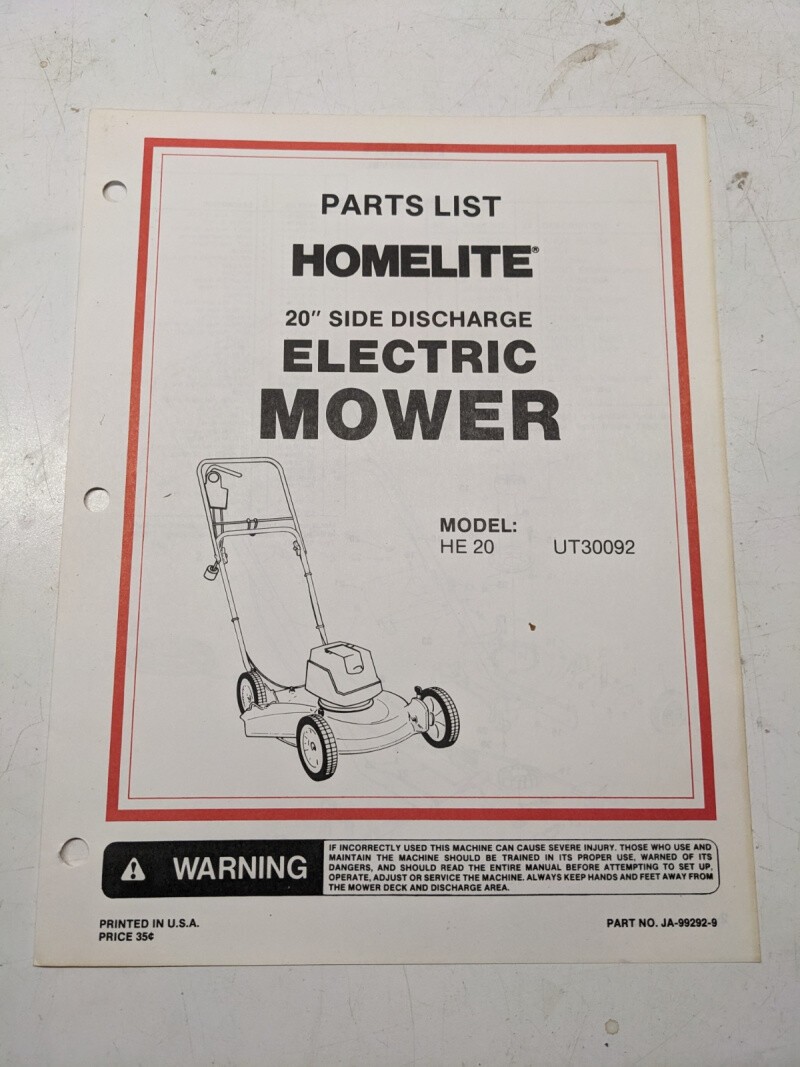 PARTS LIST
HOMELITE®
20" SIDE DISCHARGE
ELECTRIC
MOWER
MODEL:
HE 20 UT30092
WARNING
IF INCORRECTLY USED THIS MACHINE CAN CAUSE SEVERE INJURY. THOSE WHO USE AND
MAINTAIN THE MACHINE SHOULD BE TRAINED IN ITS PROPER USE, WARNED OF ITS
DANGERS, AND SHOULD READ THE ENTIRE MANUAL BEFORE ATTEMPTING TO SET UP,
OPERATE, ADJUST OR SERVICE THE MACHINE. ALWAYS KEEP HANDS AND FEET AWAY FROM
THE MOWER DECK AND DISCHARGE AREA.
PRINTED IN U.S.A.
PRICE 35¢
PART NO. JA-99292-9